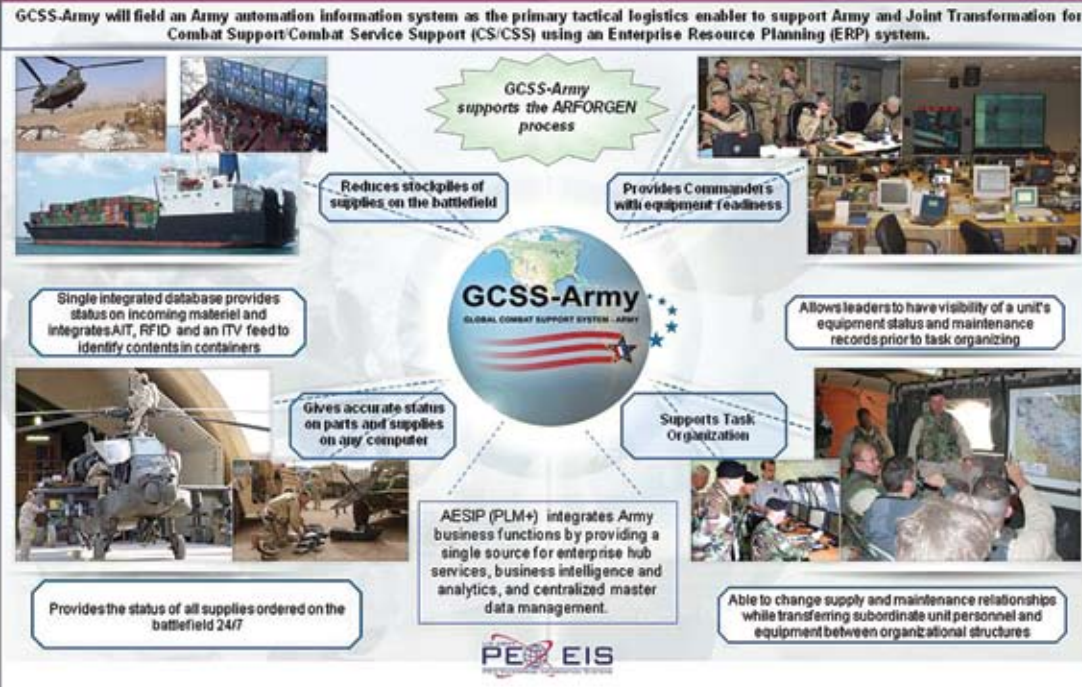 GCSS-Army will field an Army automation information system as the primary tactical logistics enabler to support Army and Joint Transformation for
Combat Support/Combat Service Support (CS/CSS) using an Enterprise Resource Planning (ERP) system.
GCSS-Army
supports the ARFORGEN
process
Reduces stockpiles of
supplies on the battlefield
Provides Commanders
with equipment readiness
GCSS-Army
GLOBAL COMBAT SUPPORT SYSTEM - ARMY
Single integrated database provides
status on incoming materiel and
integrates AIT, RFID and an ITV feed to
identify contents in containers
Allows leaders to have visibility of a unit's
equipment status and maintenance
records prior to task organizing
Gives accurate status
on parts and supplies
on any computer
Supports Task
Organization
AESIP (PLM+) integrates Army
business functions by providing a
single source for enterprise hub
services, business intelligence and
analytics, and centralized master
data management.
Provides the status of all supplies ordered on the
battlefield 24/7
Able to change supply and maintenance relationships
while transferring subordinate unit personnel and
equipment between organizational structures
PEO EIS